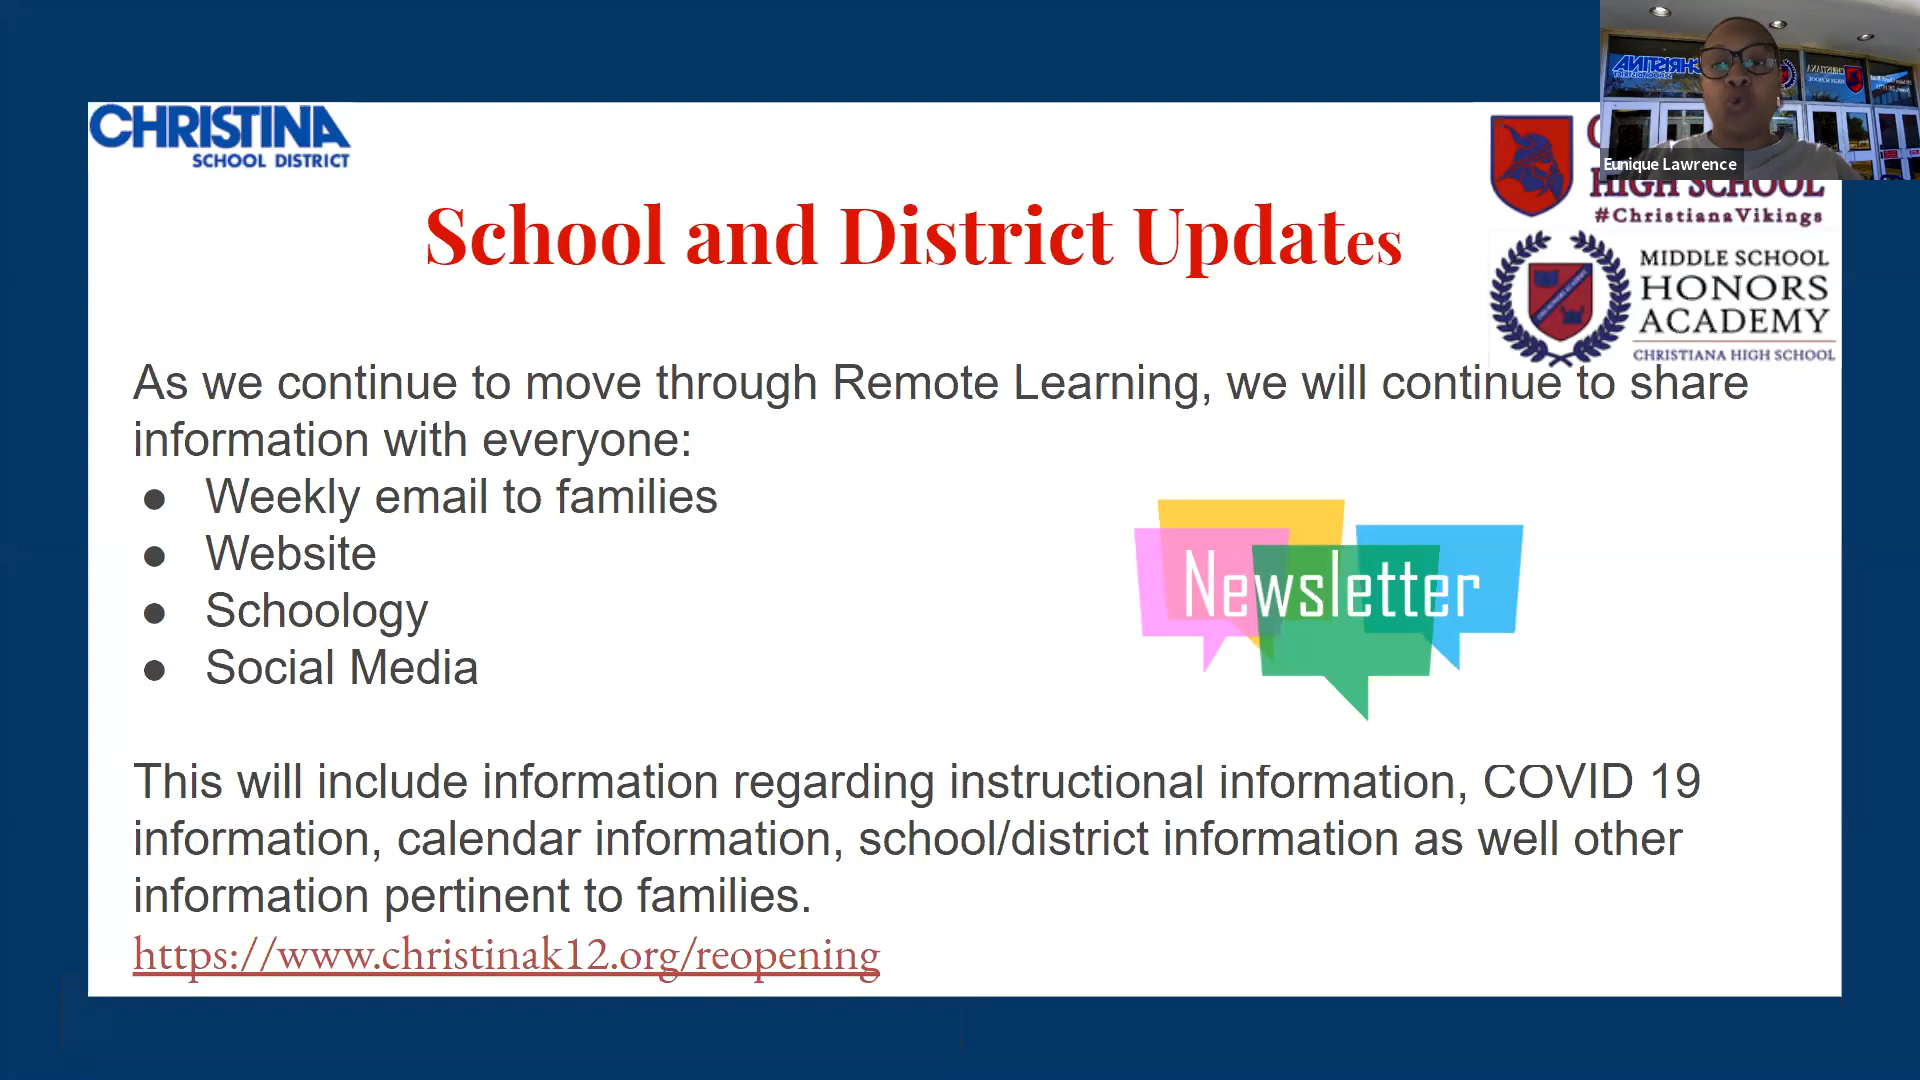 CHRISTINA
SCHOOL DISTRICT
Eunique Lawrence
HIGH SCHOOL
#ChristianaVikings
MIDDLE SCHOOL
HONORS
ACADEMY
CHRISTIANA HIGH SCHOOL
School and District Updates
As we continue to move through Remote Learning, we will continue to share
information with everyone:
● Weekly email to families
● Website
● Schoology
● Social Media
Newsletter
This will include information regarding instructional information, COVID 19
information, calendar information, school/district information as well other
information pertinent to families.
https://www.christinak12.org/reopening